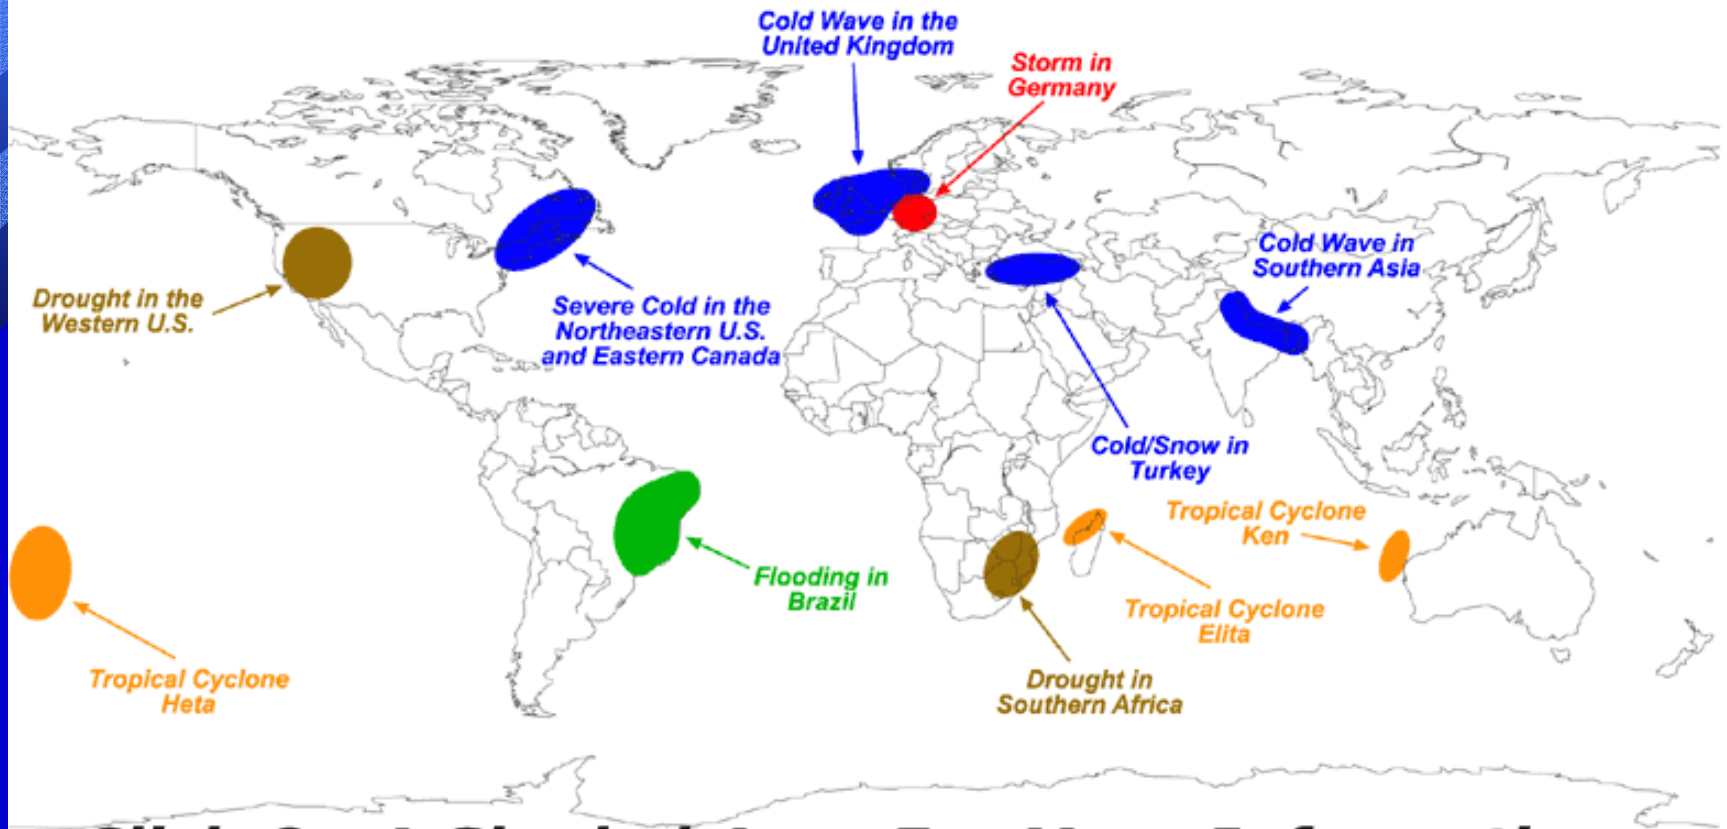 Cold Wave in the
United Kingdom
Storm in
Germany
Cold Wave in
Southern Asia
Drought in the
Western U.S.
Severe Cold in the
Northeastern U.S.
and Eastern Canada
Cold/Snow in
Turkey
Tropical Cyclone
Ken
Flooding in
Brazil
Tropical Cyclone
Elita
Tropical Cyclone
Heta
Drought in
Southern Africa